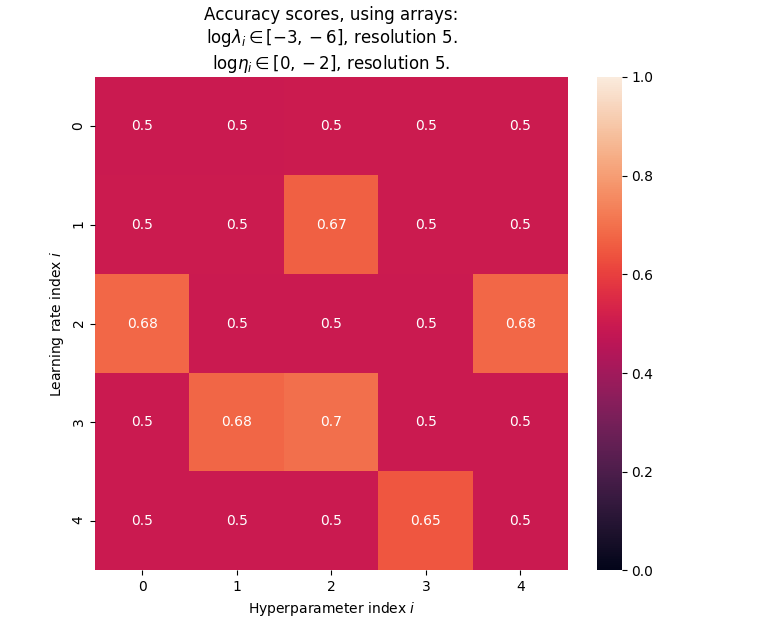 Accuracy scores, using arrays:
logλᵢ ∈ [−3, −6], resolution 5.
logηᵢ ∈ [0, −2], resolution 5.
0 0.5 0.5 0.5 0.5 0.5
1 0.5 0.5 0.67 0.5 0.5
2 0.68 0.5 0.5 0.5 0.68
3 0.5 0.68 0.7 0.5 0.5
4 0.5 0.5 0.5 0.65 0.5
0 1 2 3 4
Learning rate index i
Hyperparameter index i
1.0
0.8
0.6
0.4
0.2
0.0